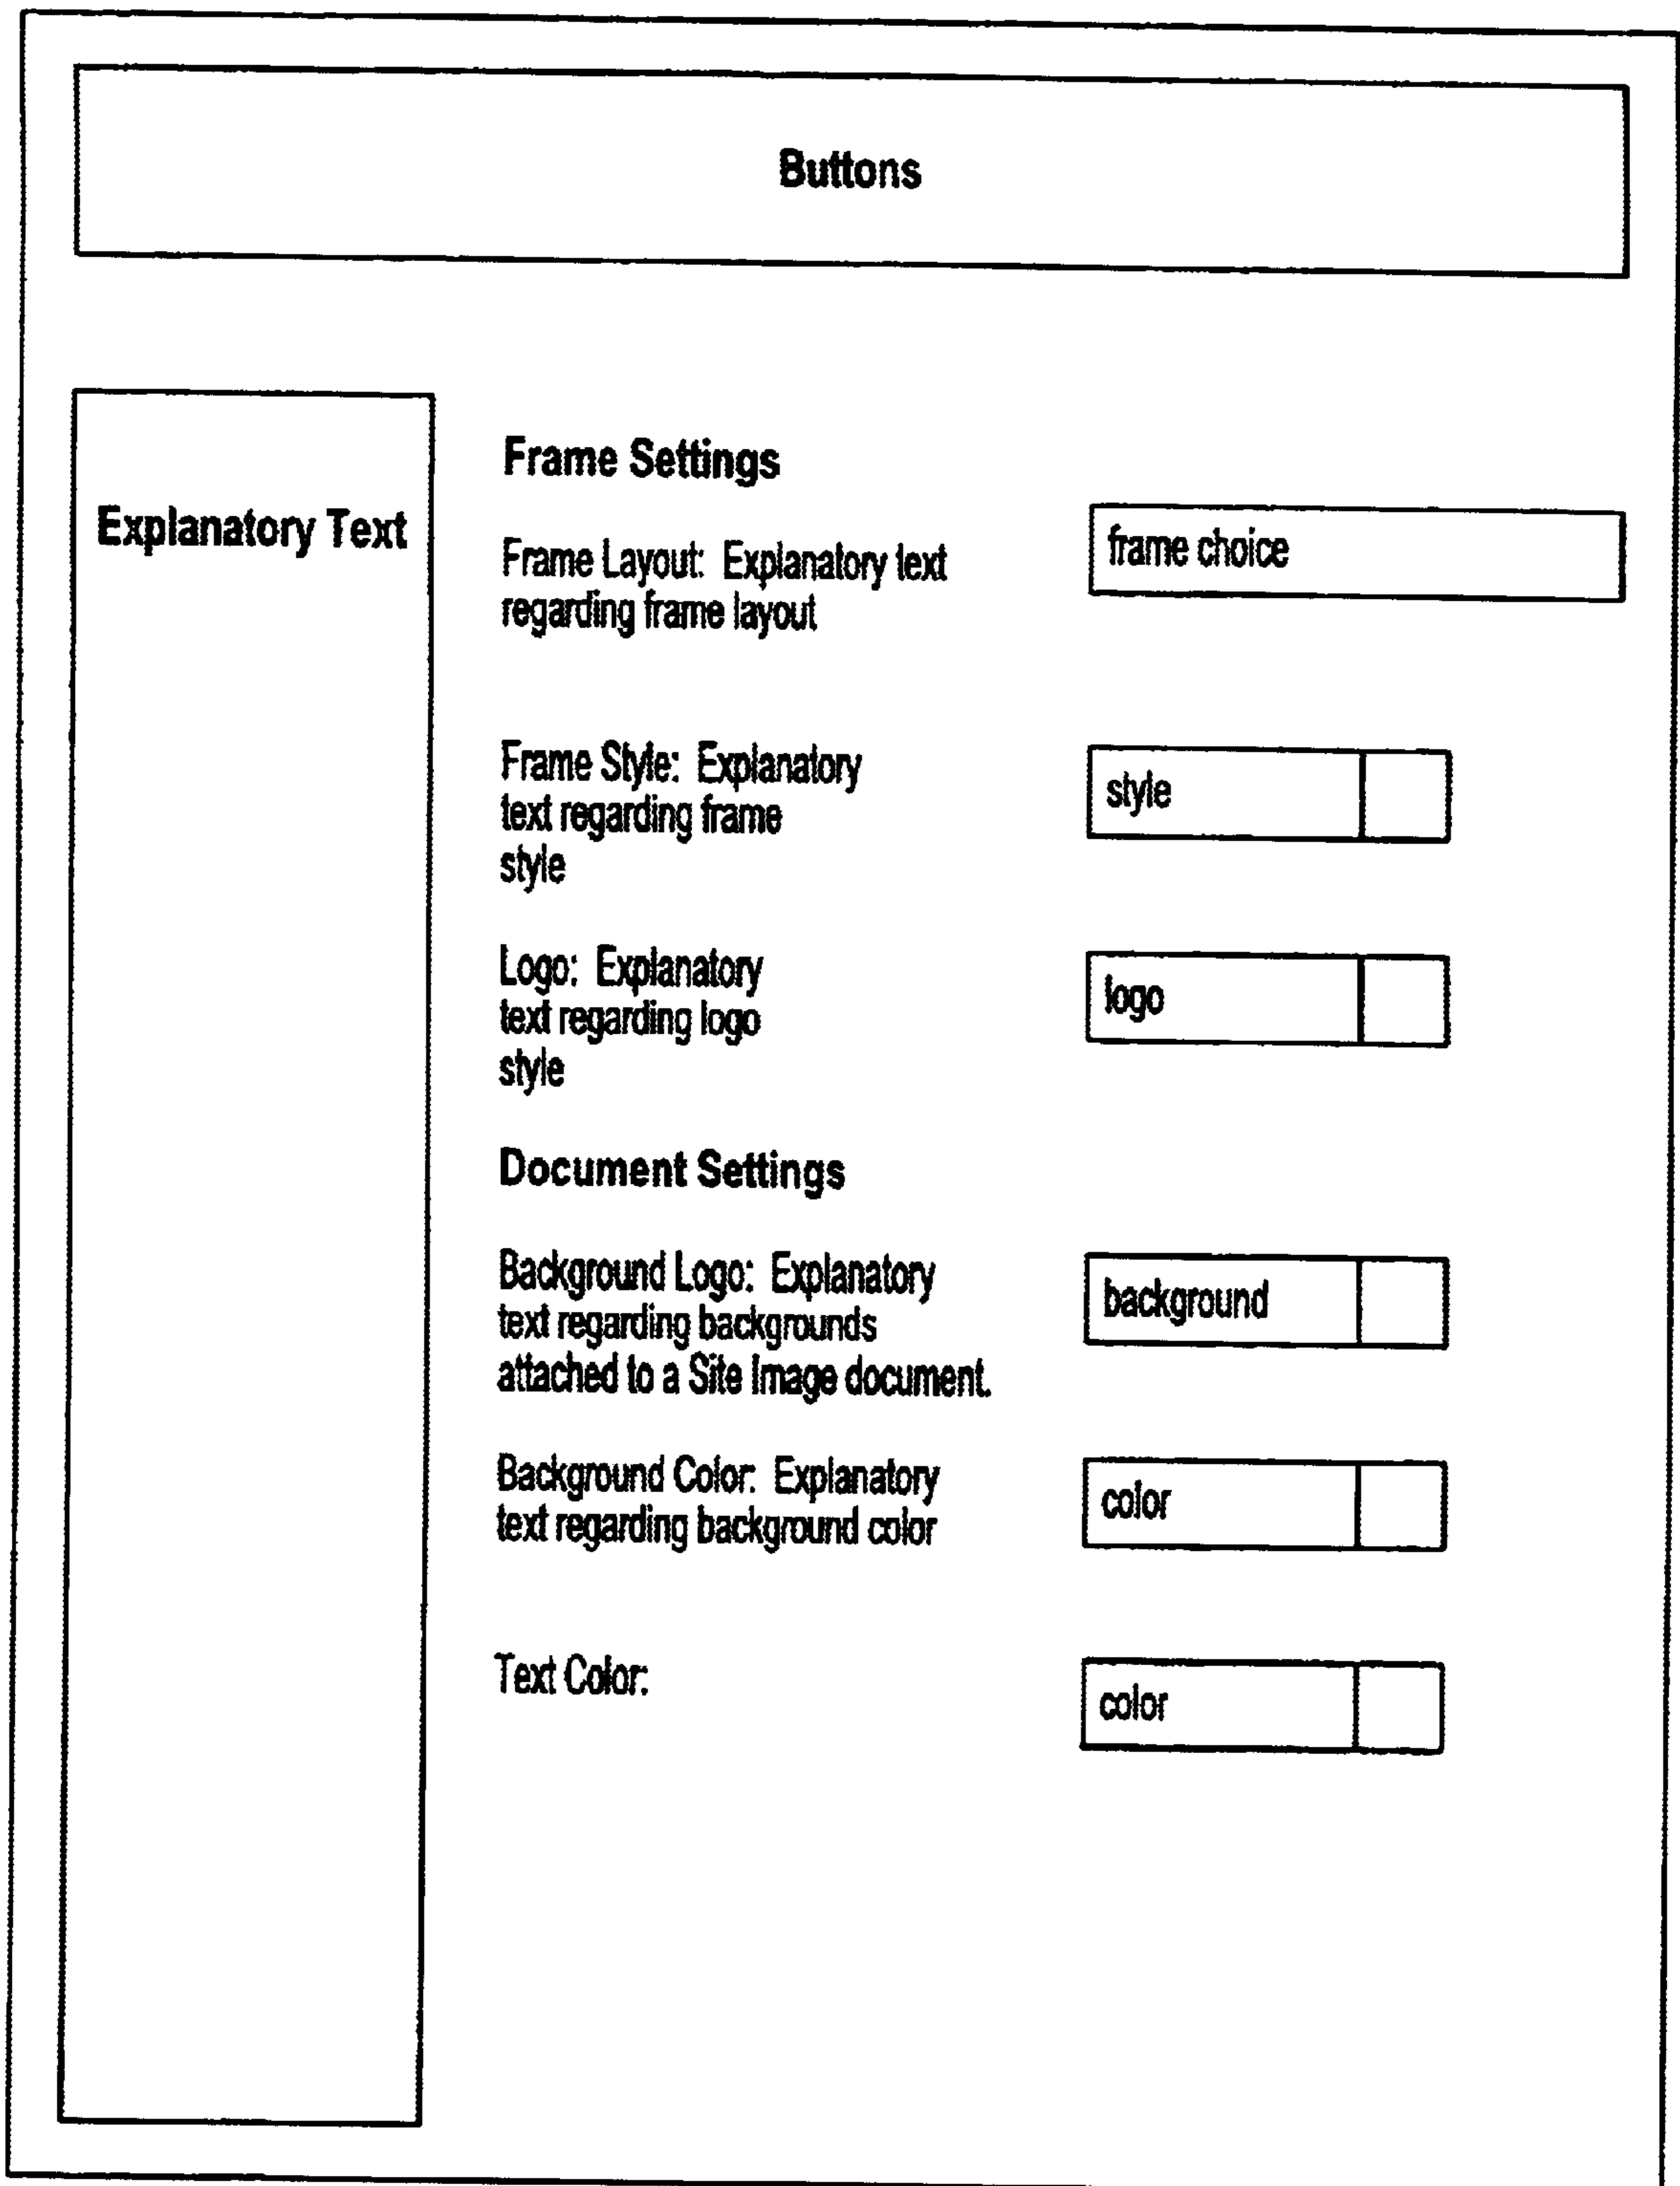 Buttons
Explanatory Text
Frame Settings
Frame Layout: Explanatory text
regarding frame layout
frame choice
Frame Style: Explanatory
text regarding frame
style
style
Logo: Explanatory
text regarding logo
style
logo
Document Settings
Background Logo: Explanatory
text regarding backgrounds
attached to a Site Image document.
background
Background Color: Explanatory
text regarding background color
color
Text Color:
color